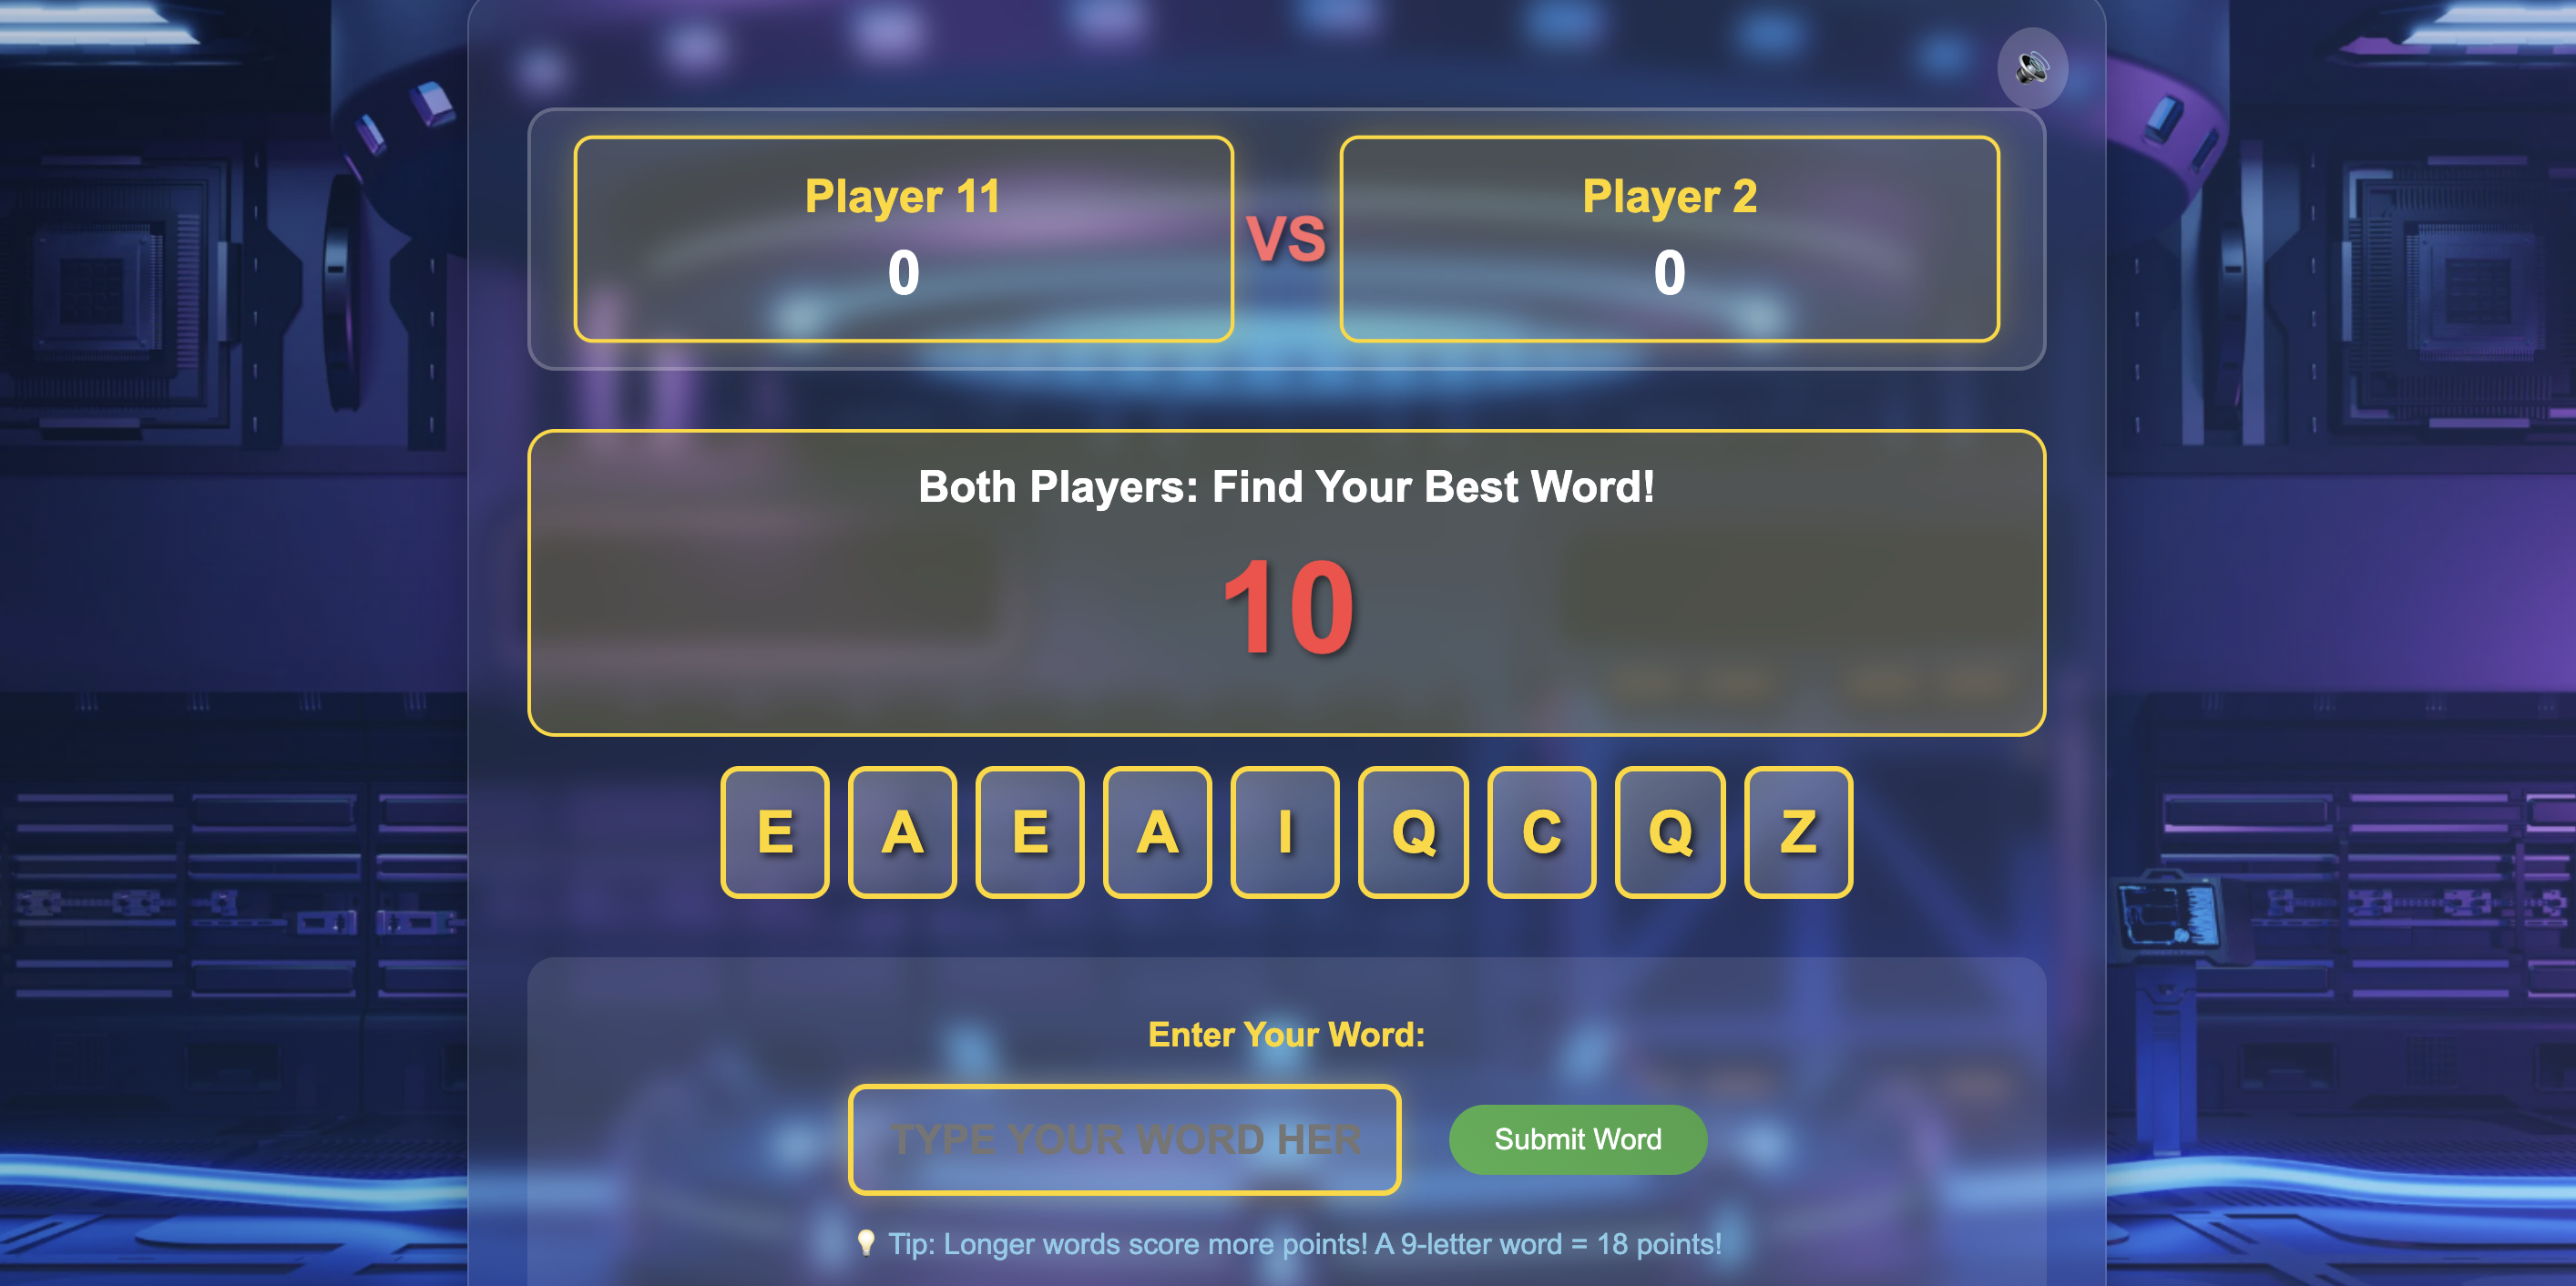 Player 11
0
VS
Player 2
0
Both Players: Find Your Best Word!
10
E A E A I Q C Q Z
Enter Your Word:
TYPE YOUR WORD HER
Submit Word
💡 Tip: Longer words score more points! A 9-letter word = 18 points!